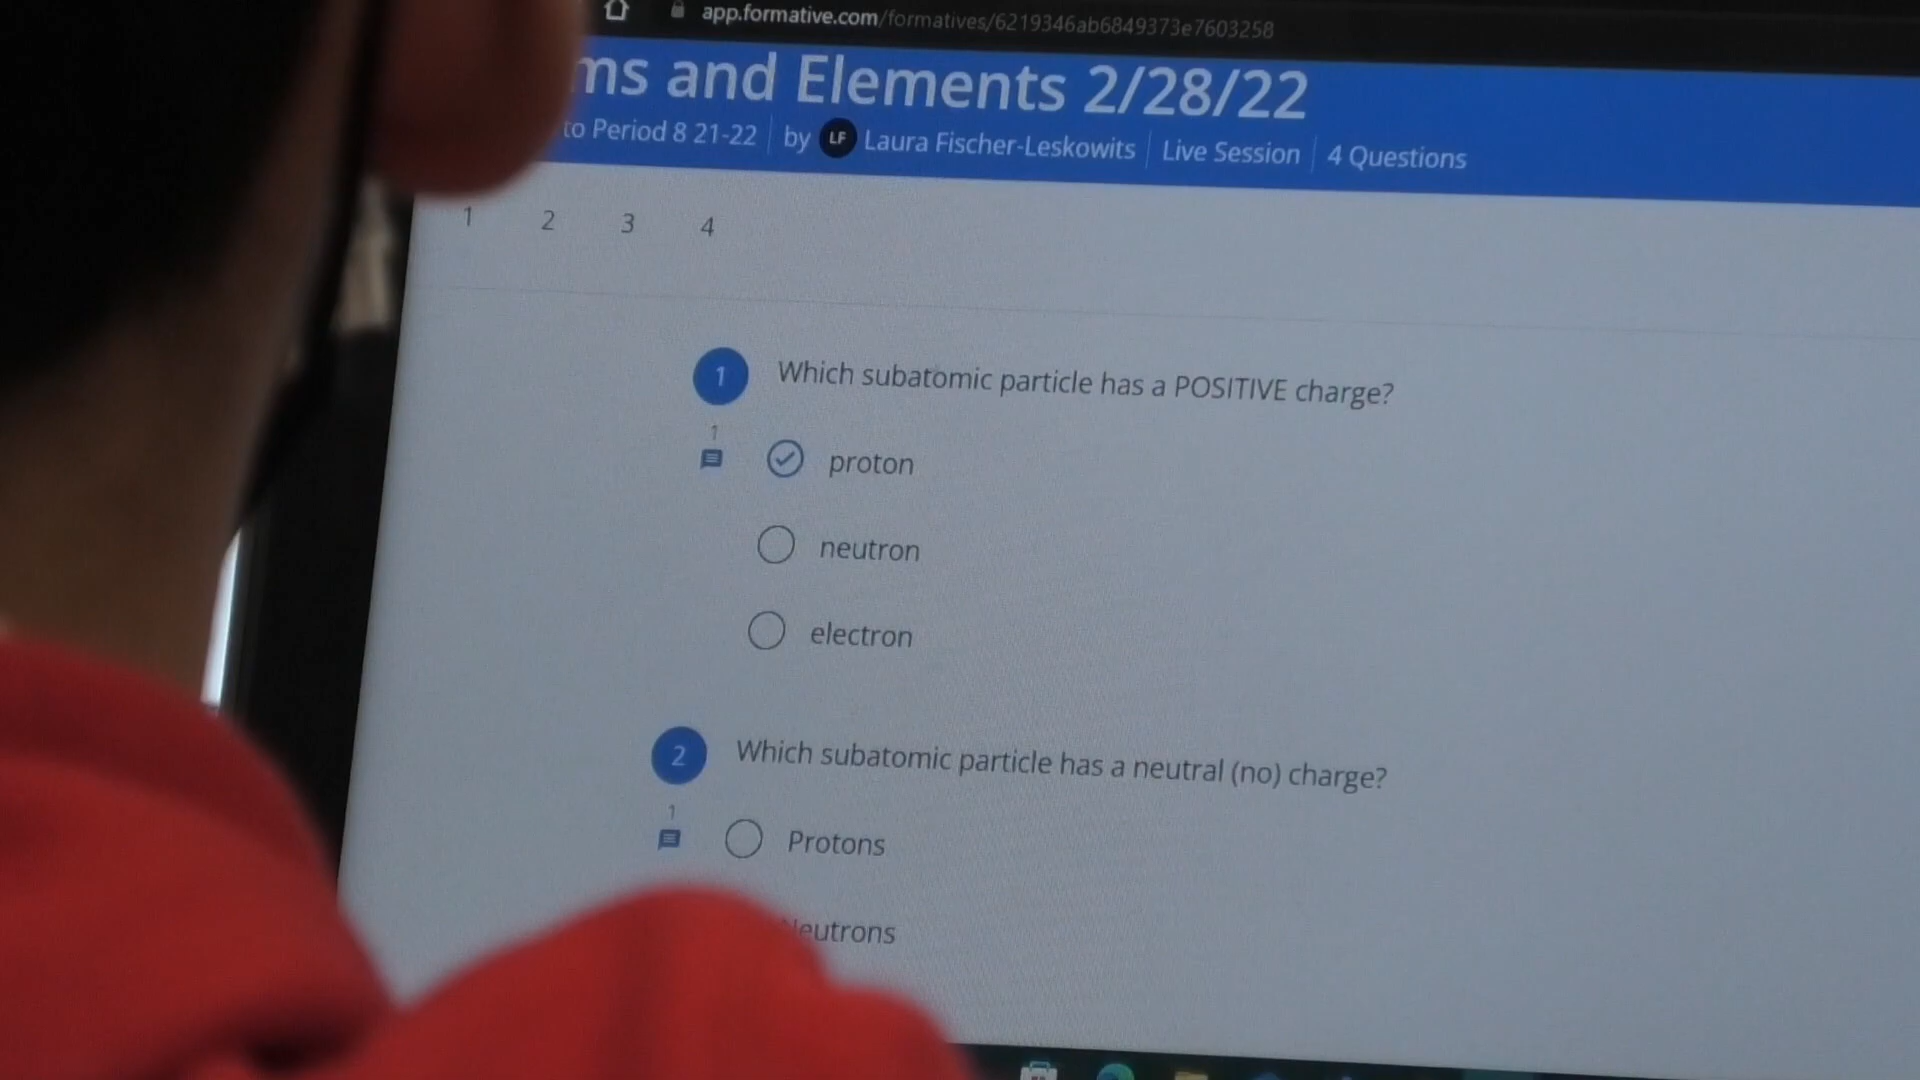 app.formative.com/formatives/6219346ab6849373e7603258
ms and Elements 2/28/22
to Period 8 21-22 by LF Laura Fischer-Leskowits Live Session 4 Questions
1 2 3 4
1 Which subatomic particle has a POSITIVE charge?
1
proton
neutron
electron
2 Which subatomic particle has a neutral (no) charge?
1
Protons
Neutrons